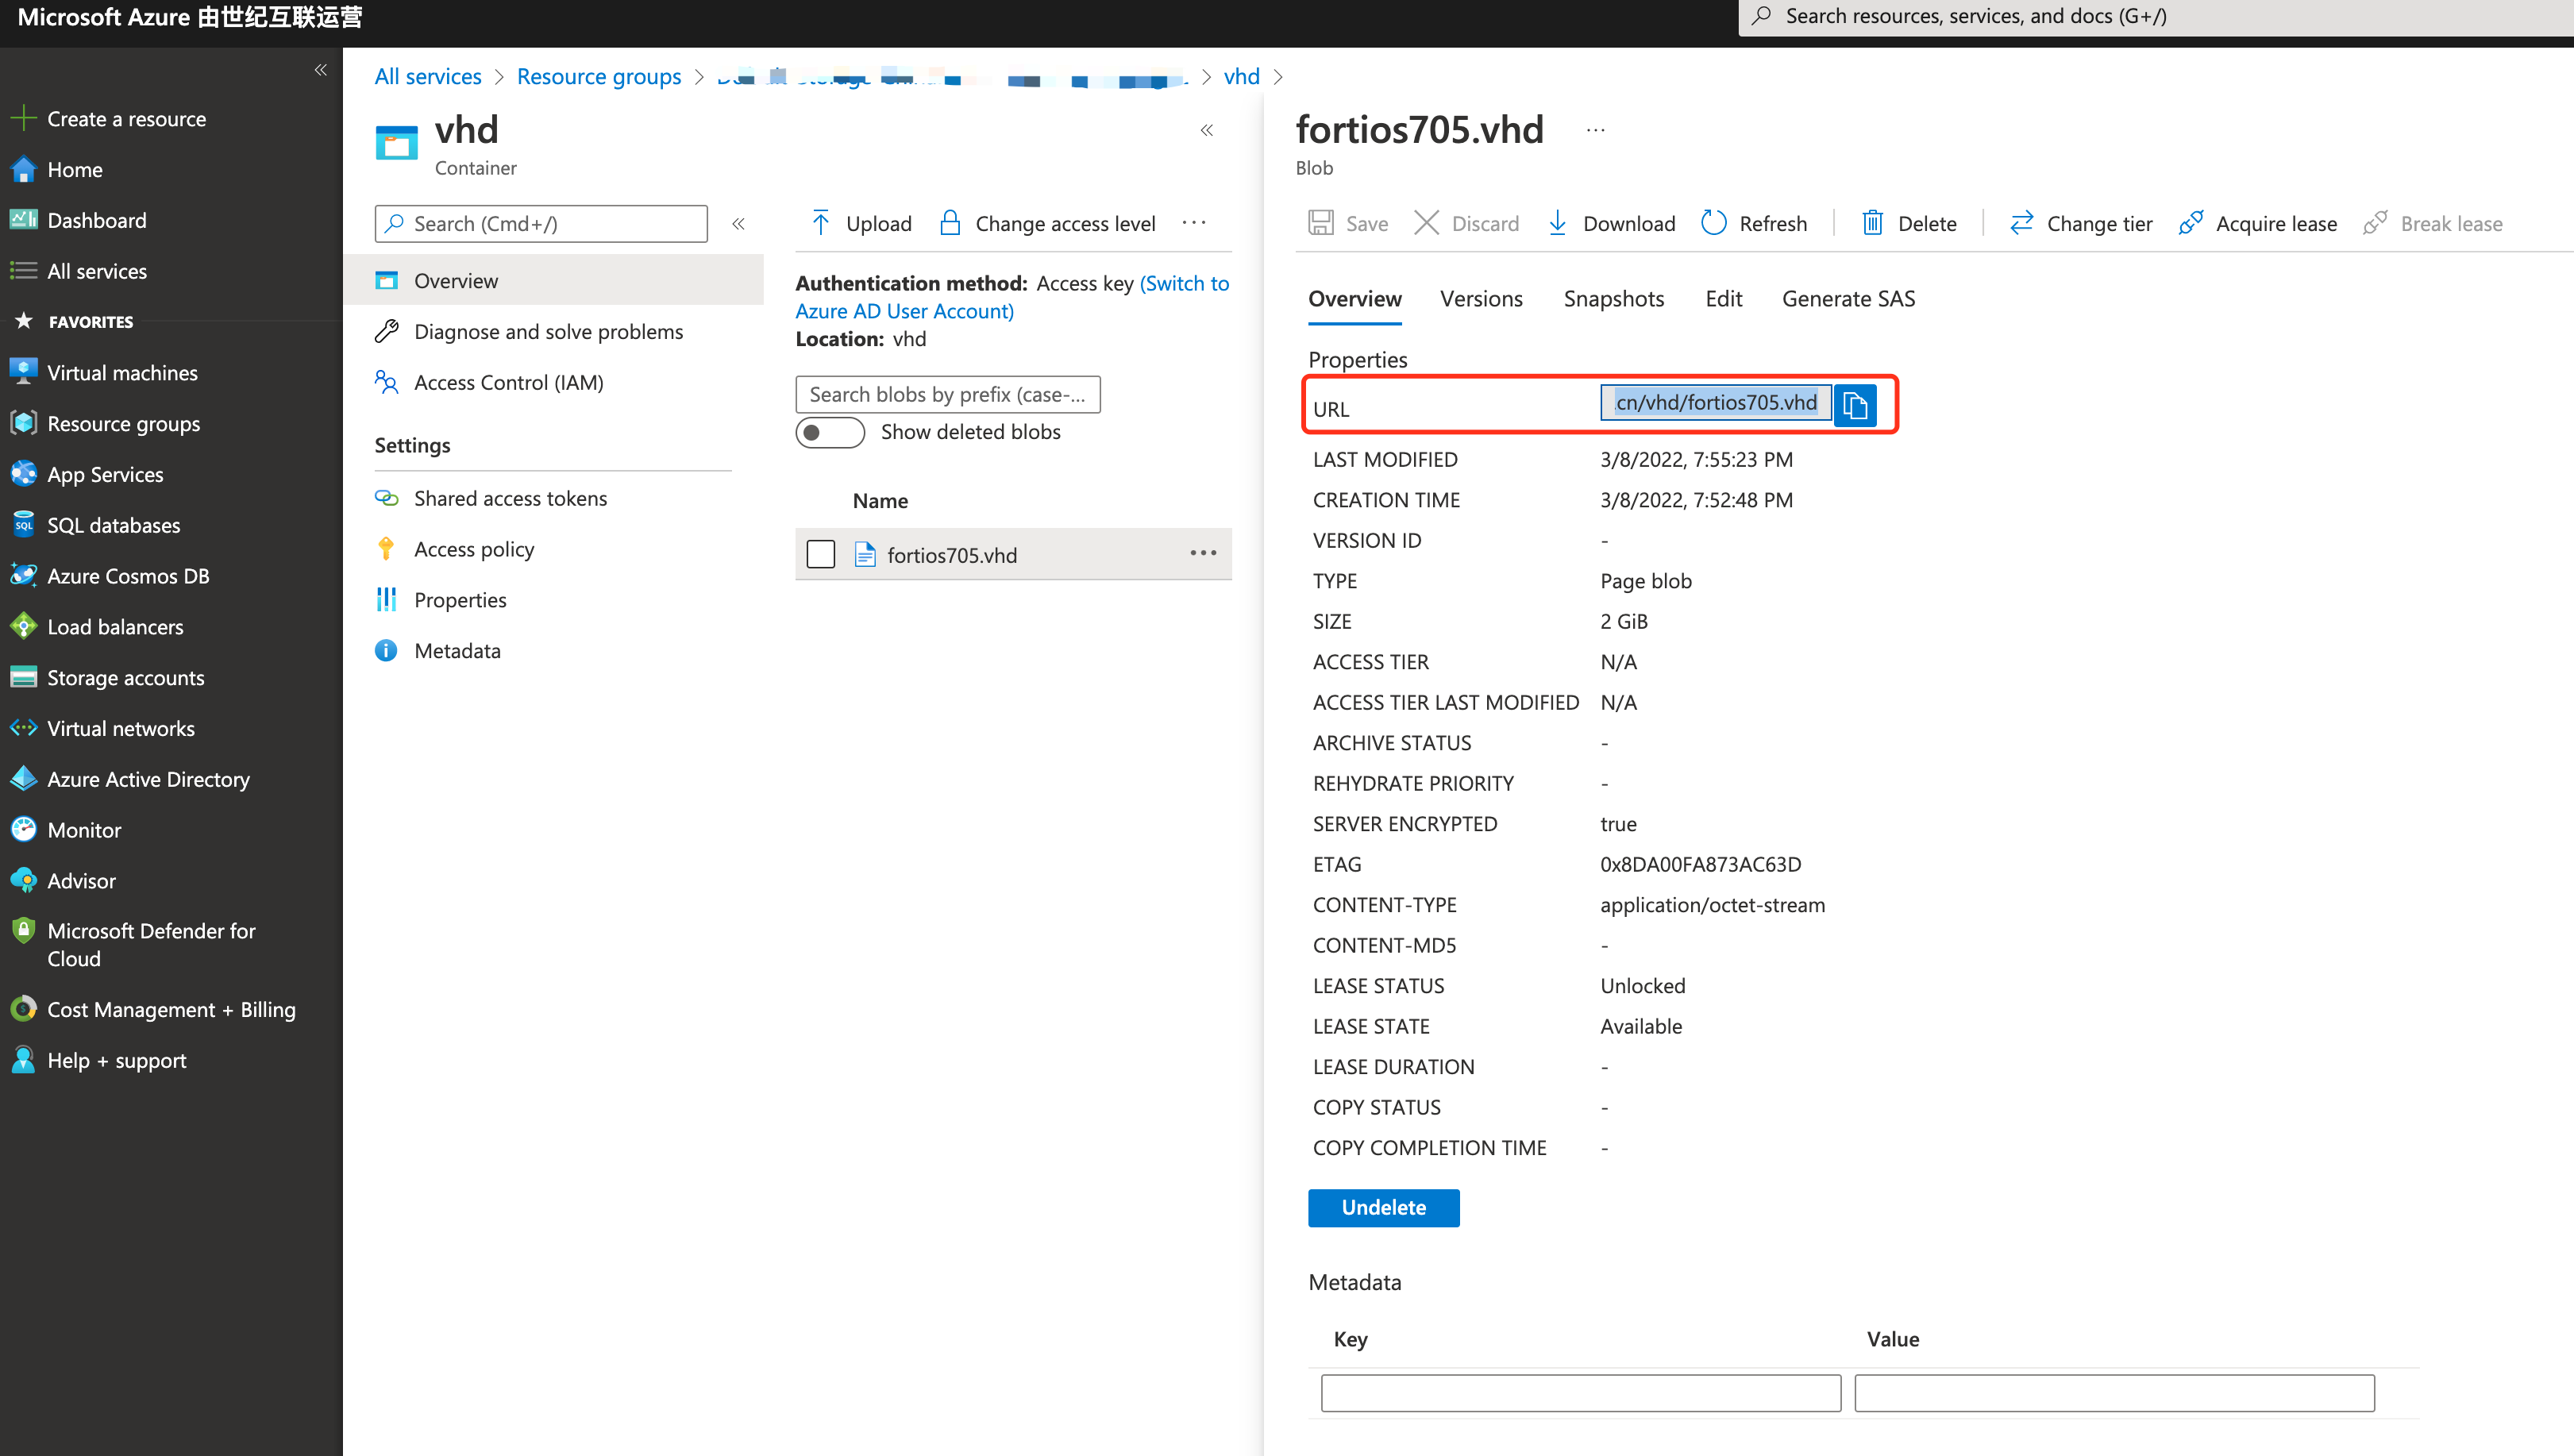 Microsoft Azure 由世纪互联运营
Search resources, services, and docs (G+/)
Create a resource
Home
Dashboard
All services
FAVORITES
Virtual machines
Resource groups
App Services
SQL databases
Azure Cosmos DB
Load balancers
Storage accounts
Virtual networks
Azure Active Directory
Monitor
Advisor
Microsoft Defender for
Cloud
Cost Management + Billing
Help + support
All services > Resource groups > vhd >
vhd
Container
Search (Cmd+/)
Overview
Diagnose and solve problems
Access Control (IAM)
Settings
Shared access tokens
Access policy
Properties
Metadata
Upload
Change access level
Authentication method: Access key (Switch to
Azure AD User Account)
Location: vhd
Search blobs by prefix (case-...
Show deleted blobs
Name
fortios705.vhd
fortios705.vhd
Blob
Save
Discard
Download
Refresh
Delete
Change tier
Acquire lease
Break lease
Overview
Versions
Snapshots
Edit
Generate SAS
Properties
URL .cn/vhd/fortios705.vhd
LAST MODIFIED 3/8/2022, 7:55:23 PM
CREATION TIME 3/8/2022, 7:52:48 PM
VERSION ID -
TYPE Page blob
SIZE 2 GiB
ACCESS TIER N/A
ACCESS TIER LAST MODIFIED N/A
ARCHIVE STATUS -
REHYDRATE PRIORITY -
SERVER ENCRYPTED true
ETAG 0x8DA00FA873AC63D
CONTENT-TYPE application/octet-stream
CONTENT-MD5 -
LEASE STATUS Unlocked
LEASE STATE Available
LEASE DURATION -
COPY STATUS -
COPY COMPLETION TIME -
Undelete
Metadata
Key Value